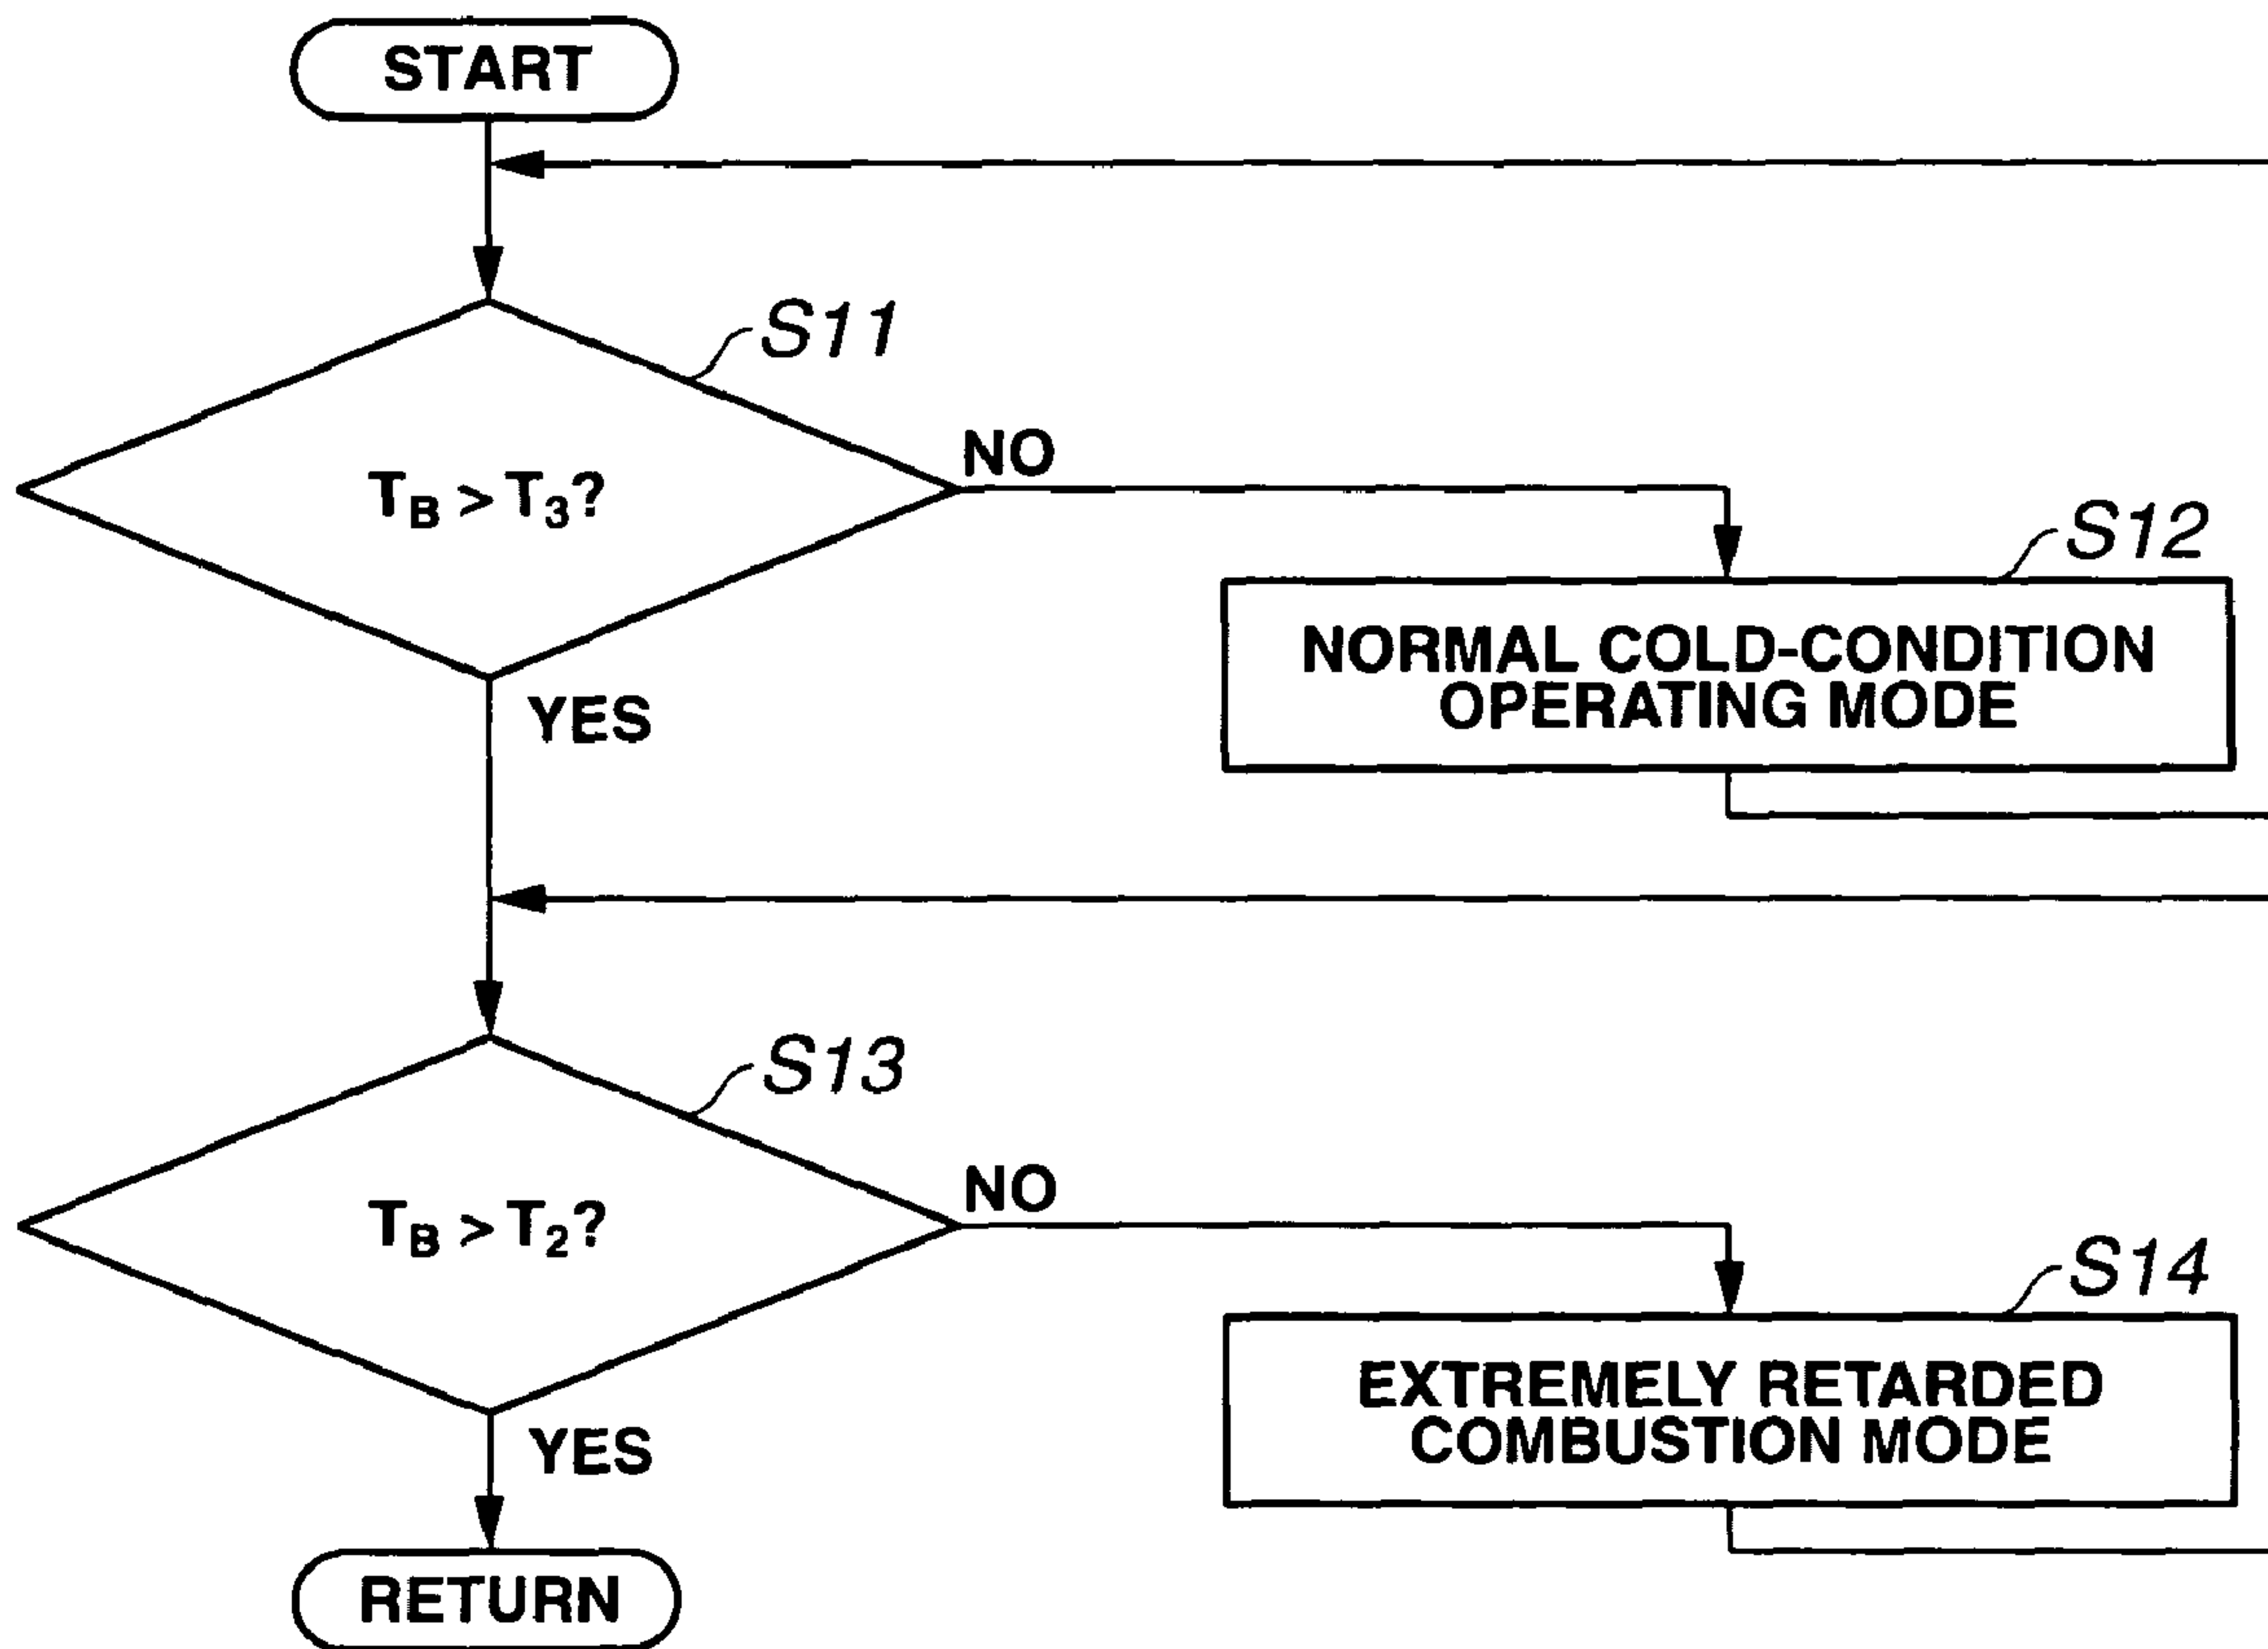 START
S11
T_B > T_3?
NO
S12
NORMAL COLD-CONDITION
OPERATING MODE
YES
S13
T_B > T_2?
NO
S14
EXTREMELY RETARDED
COMBUSTION MODE
YES
RETURN